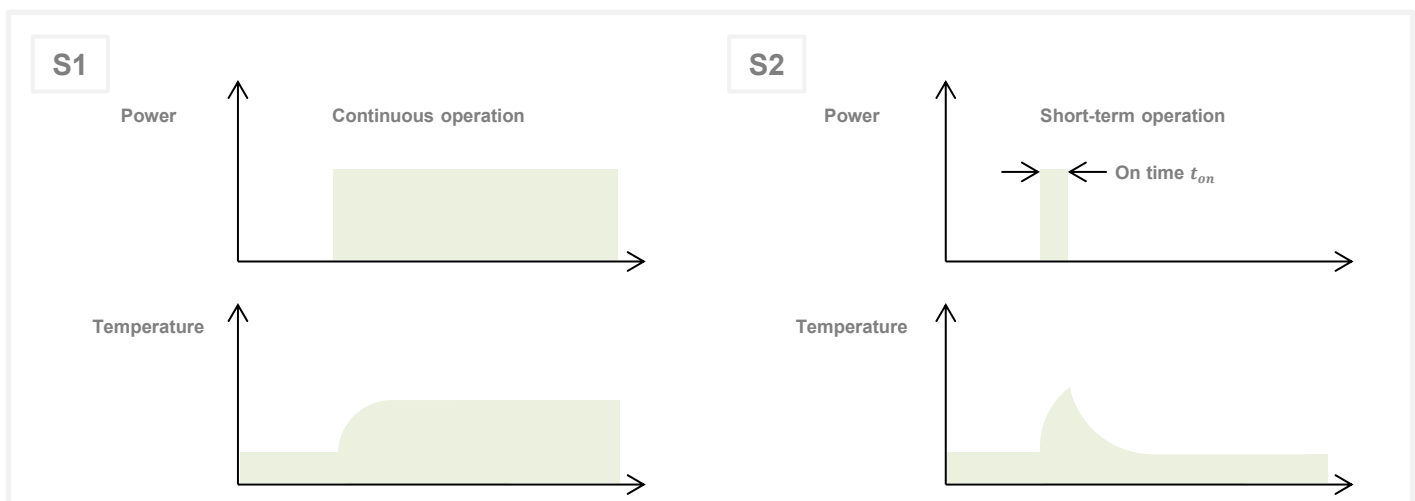 S1
Power
Continuous operation
Temperature
S2
Power
Short-term operation
On time t_on
Temperature